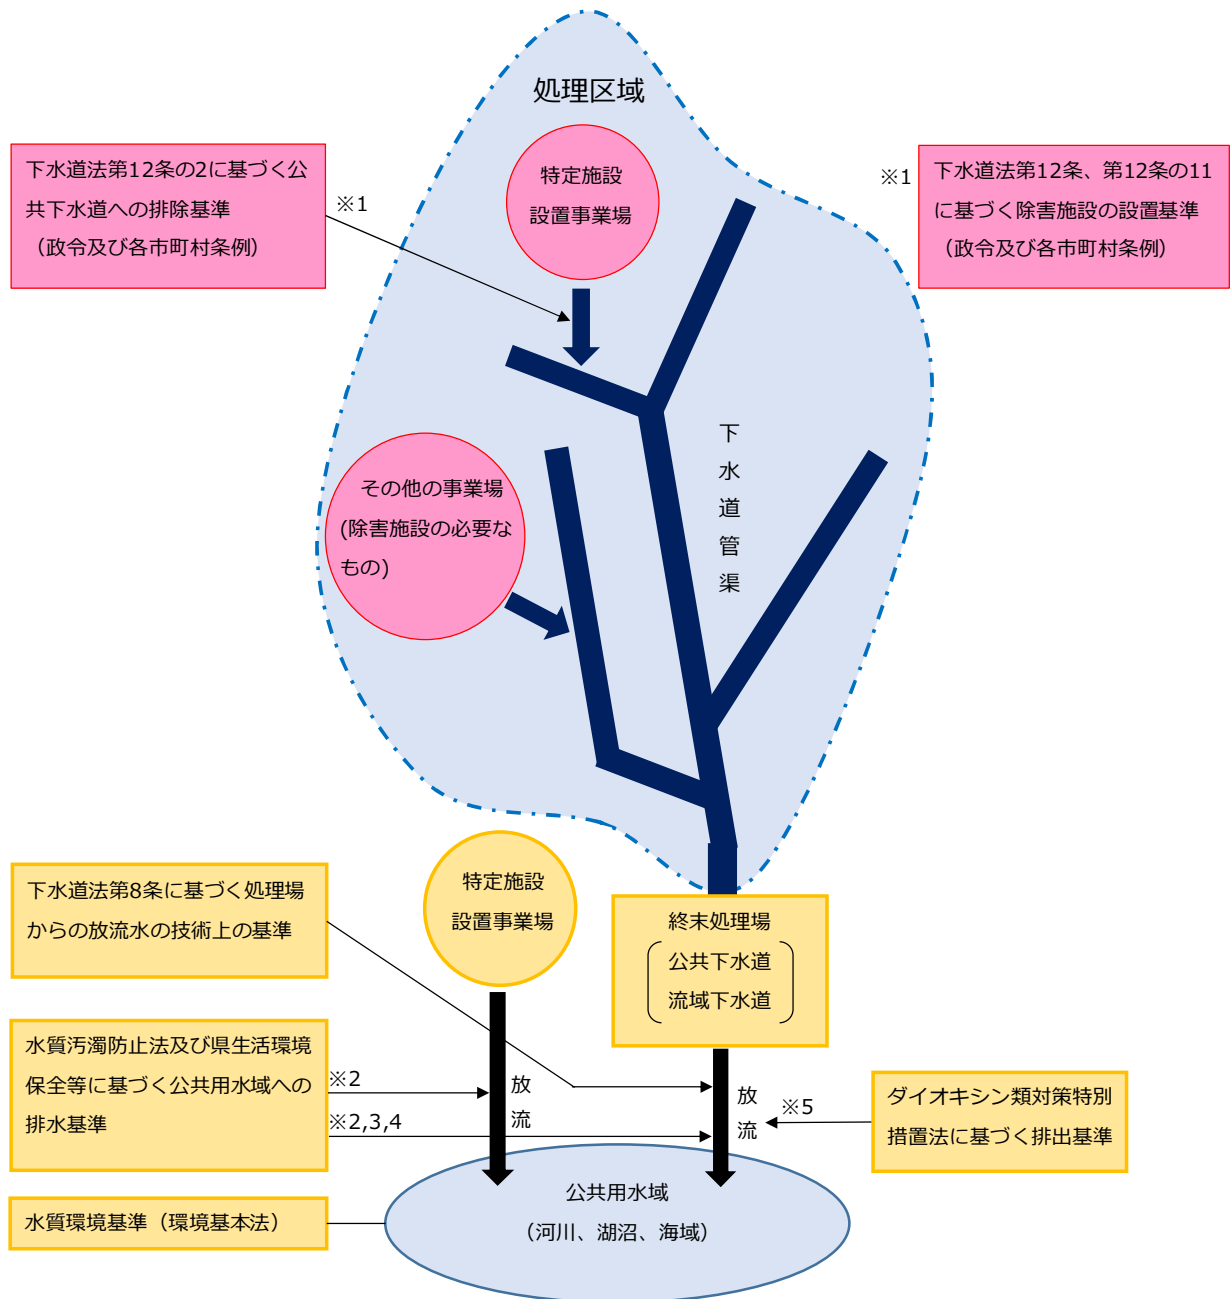 処理区域
下水道法第12条の2に基づく公
共下水道への排除基準
（政令及び各市町村条例）
※1
特定施設
設置事業場
※1
下水道法第12条、第12条の11
に基づく除害施設の設置基準
（政令及び各市町村条例）
下水道管渠
その他の事業場
(除害施設の必要な
もの)
下水道法第8条に基づく処理場
からの放流水の技術上の基準
特定施設
設置事業場
終末処理場
公共下水道
流域下水道
水質汚濁防止法及び県生活環境
保全等に基づく公共用水域への
排水基準
※2
※2,3,4
放流
放流
※5
ダイオキシン類対策特別
措置法に基づく排出基準
水質環境基準（環境基本法）
公共用水域
（河川、湖沼、海域）